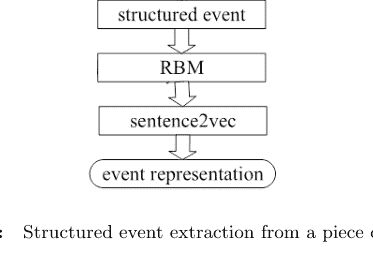 structured event
RBM
sentence2vec
event representation
: Structured event extraction from a piece